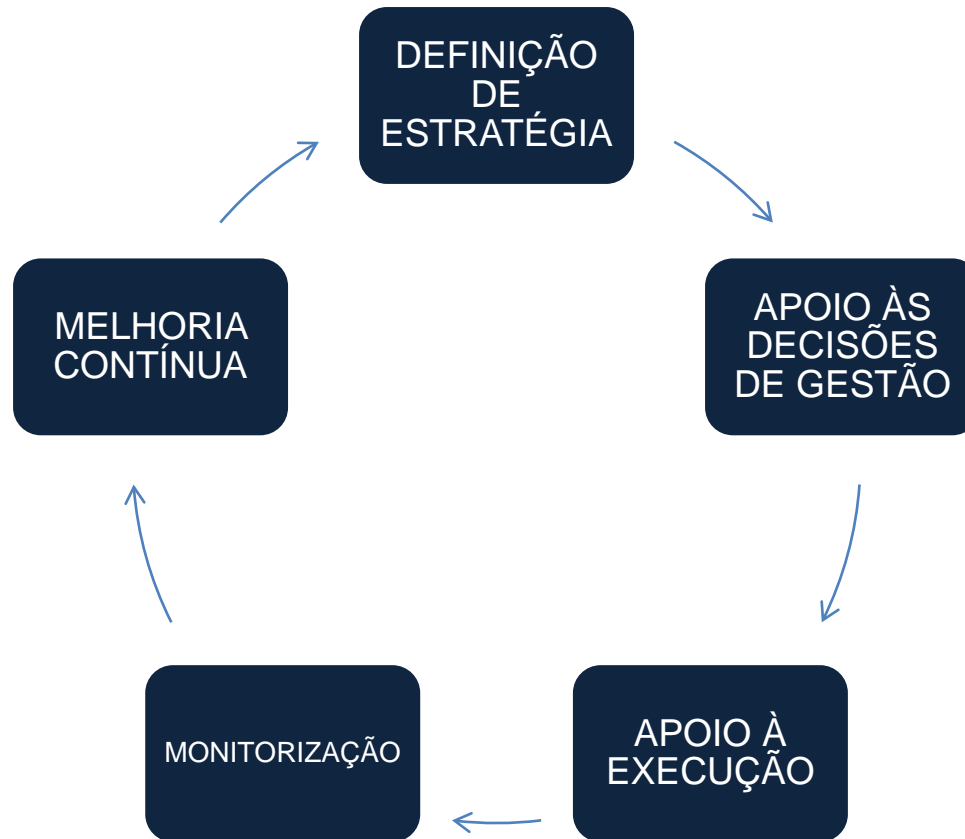 DEFINIÇÃO
DE
ESTRATÉGIA
APOIO ÀS
DECISÕES
DE GESTÃO
APOIO À
EXECUÇÃO
MONITORIZAÇÃO
MELHORIA
CONTÍNUA